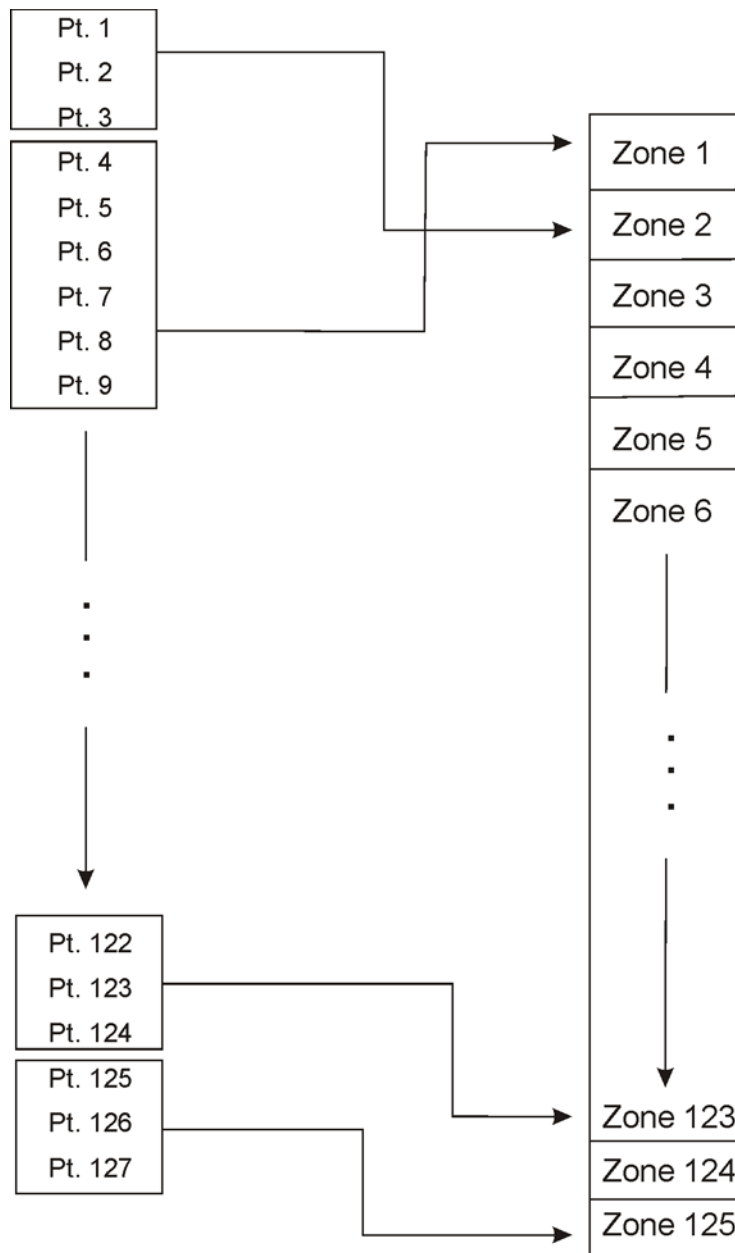 Pt. 1
Pt. 2
Pt. 3
Pt. 4
Pt. 5
Pt. 6
Pt. 7
Pt. 8
Pt. 9
Pt. 122
Pt. 123
Pt. 124
Pt. 125
Pt. 126
Pt. 127
Zone 1
Zone 2
Zone 3
Zone 4
Zone 5
Zone 6
Zone 123
Zone 124
Zone 125